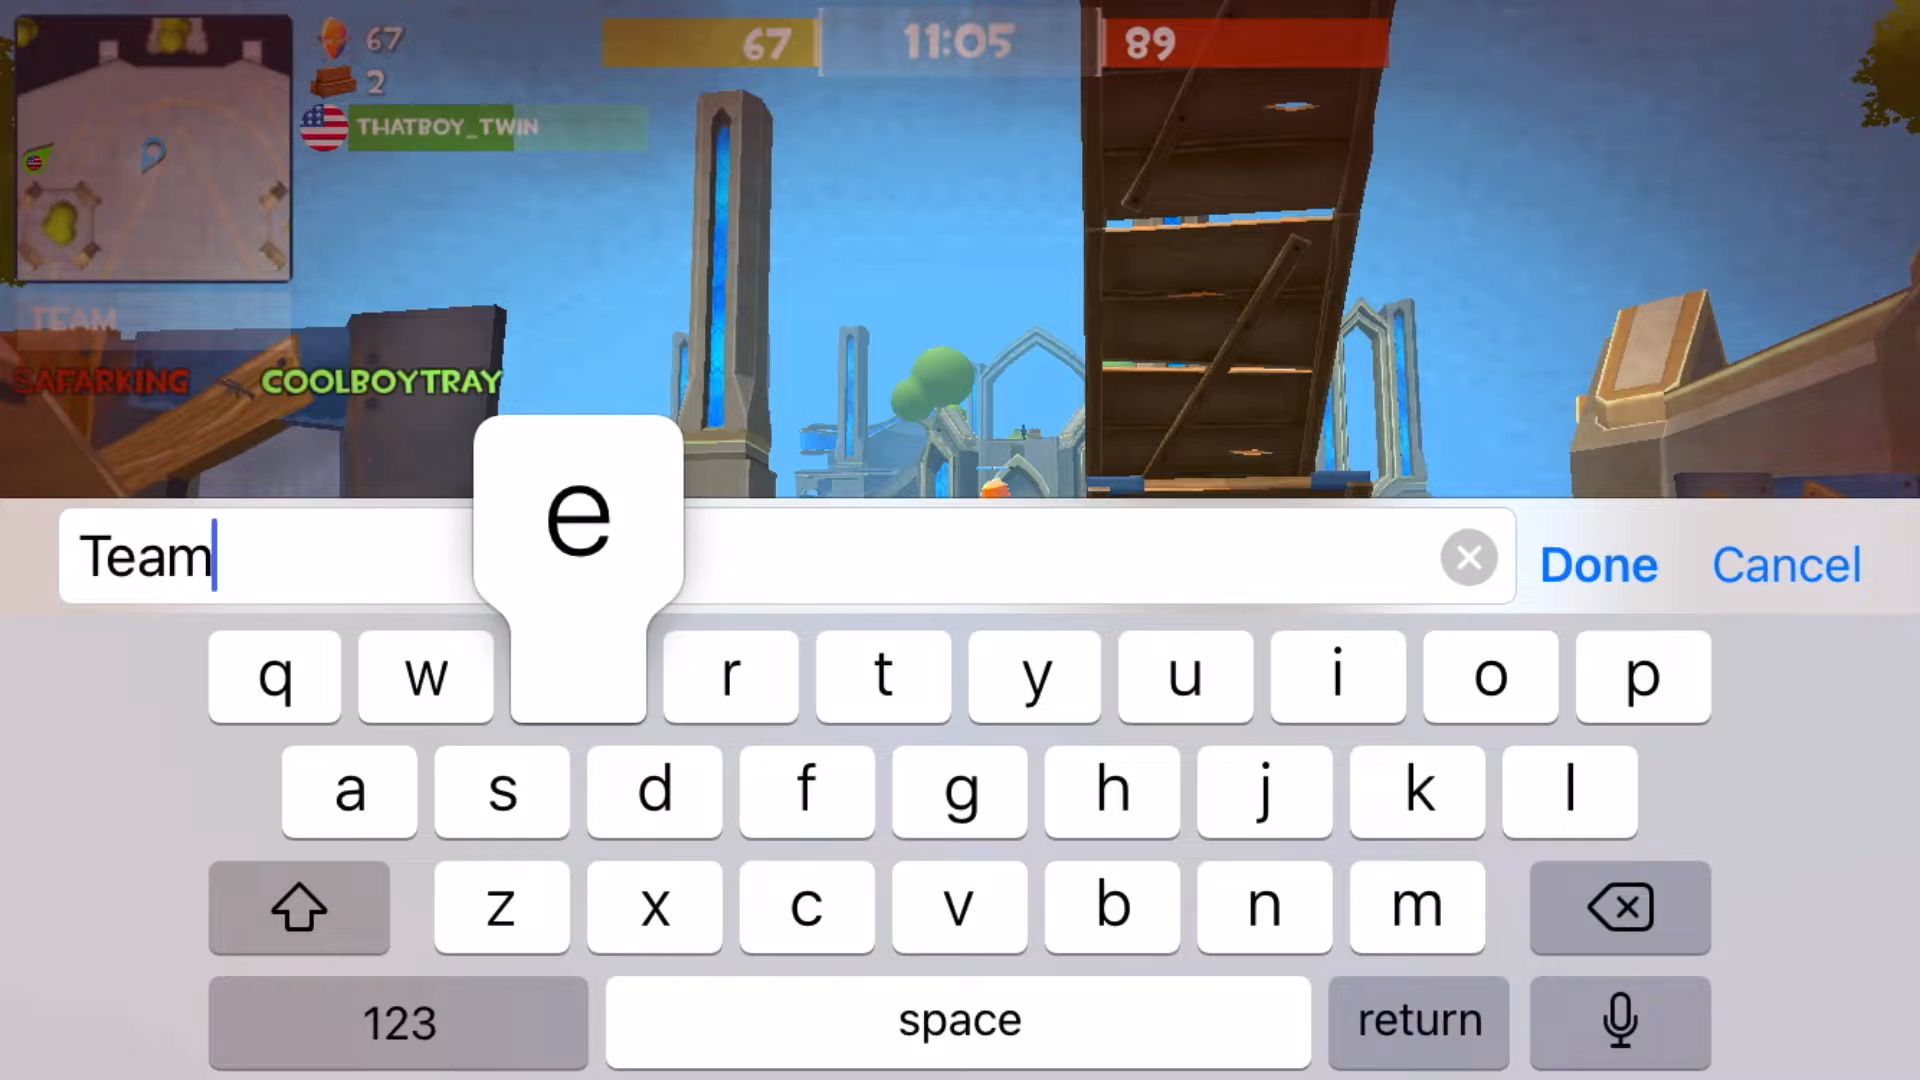 67
2
THATBOY_TWIN
67 11:05 89
TEAM
SAFARKING COOLBOYTRAY
e
Team Done Cancel
q w r t y u i o p
a s d f g h j k l
z x c v b n m
123 space return